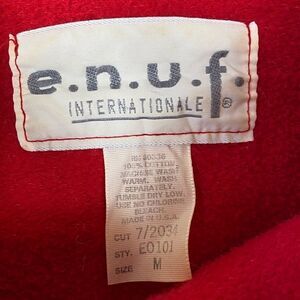 e.n.u.f.
INTERNATIONALE ®
RN 80336
100% COTTON
MACHINE WASH
WARM. WASH
SEPARATELY.
TUMBLE DRY LOW.
USE NO CHLORINE
BLEACH.
MADE IN U.S.A.
CUT 7/2034
STY. E0101
SIZE M